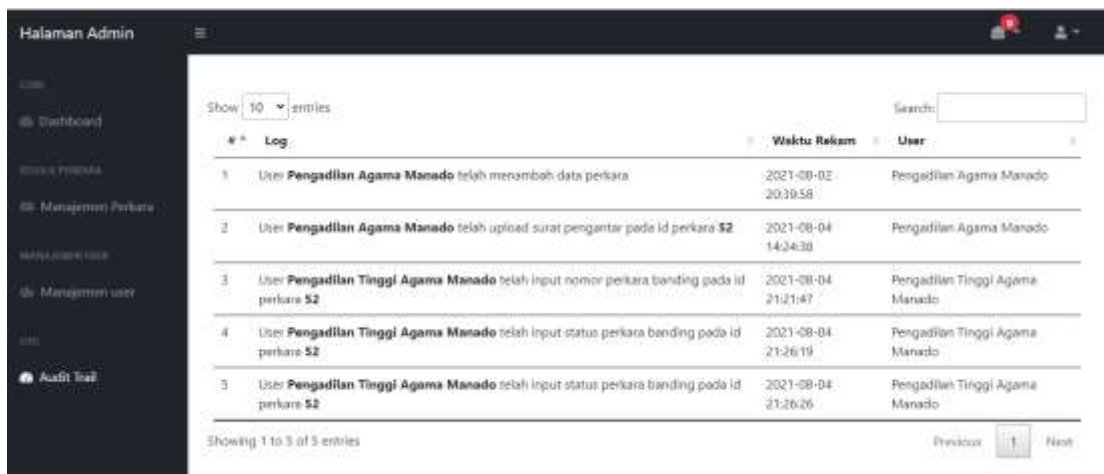 Halaman Admin
Dashboard
Manajemen Perkara
MANAJEMEN USER
Manajemen user
Audit Trail
Show 10 entries
Search:
# Log Waktu Rekam User
1 User Pengadilan Agama Manado telah menambah data perkara 2021-08-02 Pengadilan Agama Manado
20:39:58
2 User Pengadilan Agama Manado telah upload surat pengantar pada id perkara 52 2021-08-04 Pengadilan Agama Manado
14:24:38
3 User Pengadilan Tinggi Agama Manado telah input nomor perkara banding pada id 2021-08-04 Pengadilan Tinggi Agama
perkara 52 21:21:47 Manado
4 User Pengadilan Tinggi Agama Manado telah input status perkara banding pada id 2021-08-04 Pengadilan Tinggi Agama
perkara 52 21:26:19 Manado
5 User Pengadilan Tinggi Agama Manado telah input status perkara banding pada id 2021-08-04 Pengadilan Tinggi Agama
perkara 52 21:26:26 Manado
Showing 1 to 5 of 5 entries
Previous 1 Next